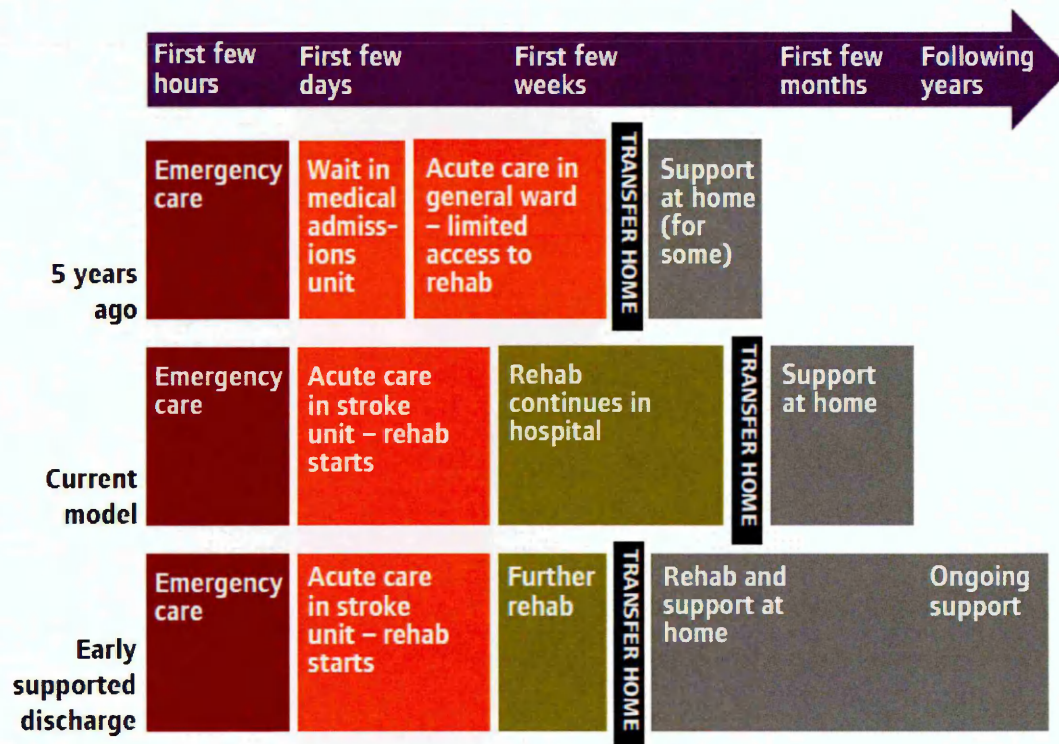 First few
hours
First few
days
First few
weeks
First few
months
Following
years
5 years
ago
Emergency
care
Wait in
medical
admiss-
ions
unit
Acute care in
general ward
– limited
access to
rehab
TRANSFER HOME
Support
at home
(for
some)
Current
model
Emergency
care
Acute care
in stroke
unit – rehab
starts
Rehab
continues in
hospital
TRANSFER HOME
Support
at home
Early
supported
discharge
Emergency
care
Acute care
in stroke
unit – rehab
starts
Further
rehab
TRANSFER HOME
Rehab and
support at
home
Ongoing
support